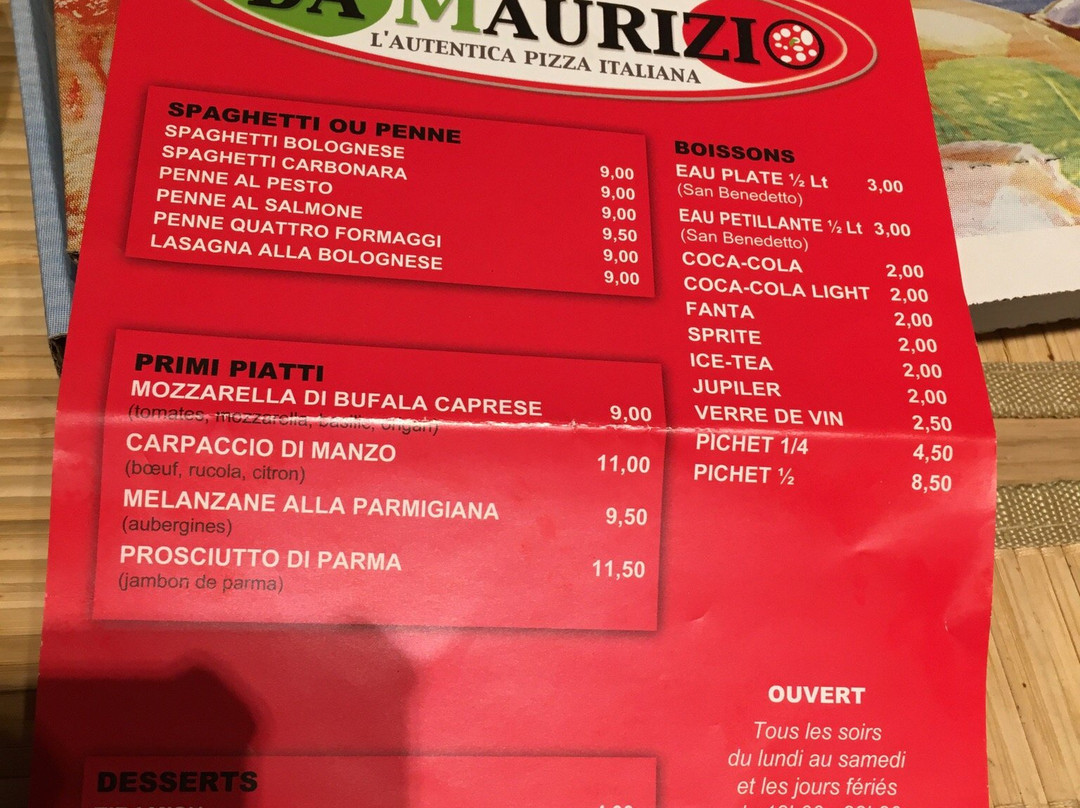 DA MAURIZIO
L'AUTENTICA PIZZA ITALIANA
SPAGHETTI OU PENNE
SPAGHETTI BOLOGNESE 9,00
SPAGHETTI CARBONARA 9,00
PENNE AL PESTO 9,00
PENNE AL SALMONE 9,50
PENNE QUATTRO FORMAGGI 9,00
LASAGNA ALLA BOLOGNESE 9,00
PRIMI PIATTI
MOZZARELLA DI BUFALA CAPRESE 9,00
(tomates, mozzarella, basilic, origan)
CARPACCIO DI MANZO 11,00
(bœuf, rucola, citron)
MELANZANE ALLA PARMIGIANA 9,50
(aubergines)
PROSCIUTTO DI PARMA 11,50
(jambon de parma)
DESSERTS
BOISSONS
EAU PLATE ½ Lt 3,00
(San Benedetto)
EAU PETILLANTE ½ Lt 3,00
(San Benedetto)
COCA-COLA 2,00
COCA-COLA LIGHT 2,00
FANTA 2,00
SPRITE 2,00
ICE-TEA 2,00
JUPILER 2,00
VERRE DE VIN 2,50
PICHET 1/4 4,50
PICHET ½ 8,50
OUVERT
Tous les soirs
du lundi au samedi
et les jours fériés